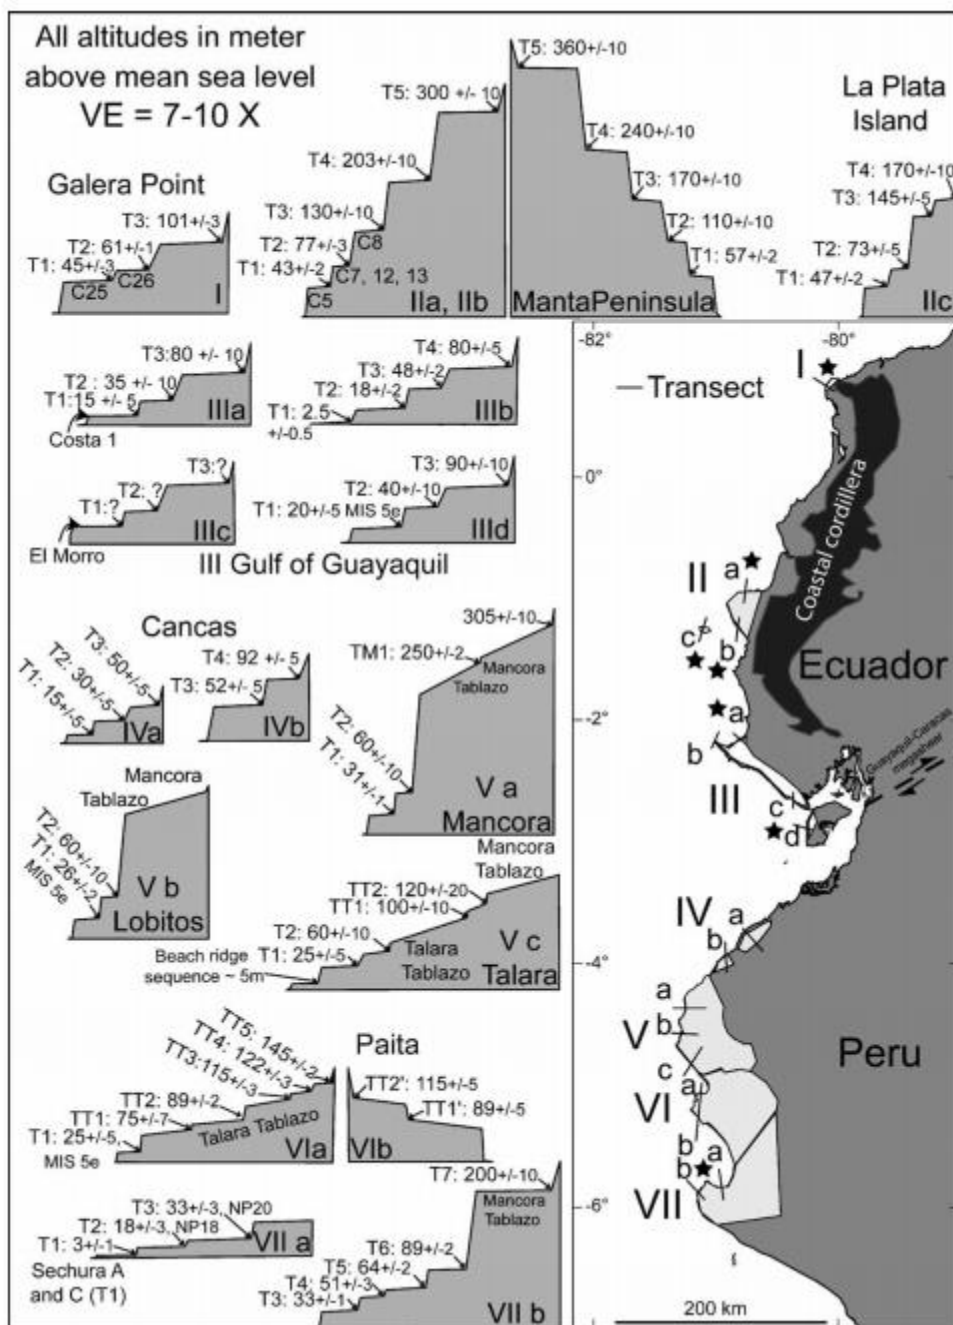 All altitudes in meter
above mean sea level
VE = 7-10 X
Galera Point
T3: 101+/-3
T2: 61+/-1
T1: 45+/-3
C25
C26
I
T5: 300 +/- 10
T4: 203+/-10
T3: 130+/-10
C8
T2: 77+/-3
T1: 43+/-2
C7, 12, 13
C5
IIa, IIb
T5: 360+/-10
T4: 240+/-10
T3: 170+/-10
T2: 110+/-10
T1: 57+/-2
MantaPeninsula
La Plata
Island
T4: 170+/-10
T3: 145+/-5
T2: 73+/-5
T1: 47+/-2
IIc
T3:80 +/- 10
T2 : 35 +/- 10
T1:15 +/- 5
IIIa
Costa 1
T4: 80+/-5
T3: 48+/-2
T2: 18+/-2
T1: 2.5
+/-0.5
IIIb
T3:?
T2: ?
T1:?
IIIc
El Morro
T3: 90+/-10
T2: 40+/-10
T1: 20+/-5 MIS 5e
IIId
III Gulf of Guayaquil
Cancas
T3: 50+/-5
T2: 30+/-5
T1: 15+/-5
IVa
T4: 92 +/- 5
T3: 52+/- 5
IVb
305+/-10
TM1: 250+/-2
Mancora
Tablazo
T2: 60+/-10
T1: 31+/-1
V a
Mancora
Mancora
Tablazo
T2: 60+/-10
T1: 26+/-2
MIS 5e
V b
Lobitos
Mancora
Tablazo
TT2: 120+/-20
TT1: 100+/-10
T2: 60+/-10
T1: 25+/-5
Beach ridge
sequence ~ 5m
Talara
Tablazo
V c
Talara
TT5: 145+/-2
TT4: 122+/-3
TT3:115+/-3
TT2: 89+/-2
TT1: 75+/-7
T1: 25+/-5,
MIS 5e
Talara Tablazo
VIa
Paita
TT2': 115+/-5
TT1': 89+/-5
VIb
T3: 33+/-3, NP20
T2: 18+/-3, NP18
T1: 3+/-1
VII a
Sechura A
and C (T1)
T7: 200+/-10
Mancora
Tablazo
T6: 89+/-2
T5: 64+/-2
T4: 51+/-3
T3: 33+/-1
VII b
-82°
-80°
— Transect
I
0°
Coastal cordillera
II
a
c
b
Ecuador
-2°
a
b
Guayaquil-Caracas
megashear
III
c
d
IV
a
b
-4°
a
V
b
c
Peru
a
VI
b
a
b
-6°
VII
200 km